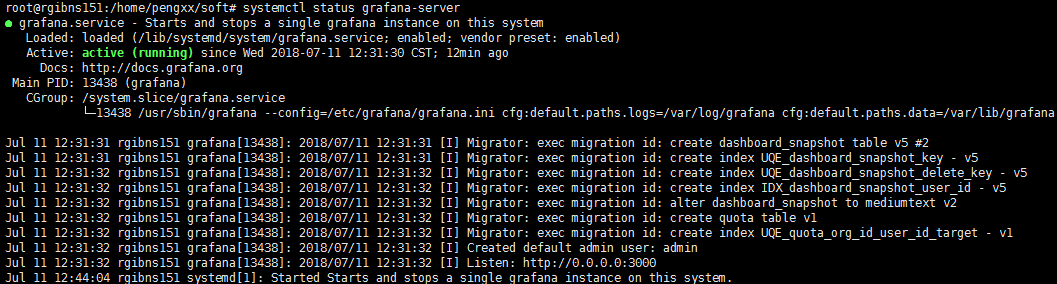 root@rgibns151:/home/pengxx/soft# systemctl status grafana-server
● grafana.service - Starts and stops a single grafana instance on this system
   Loaded: loaded (/lib/systemd/system/grafana.service; enabled; vendor preset: enabled)
   Active: active (running) since Wed 2018-07-11 12:31:30 CST; 12min ago
     Docs: http://docs.grafana.org
 Main PID: 13438 (grafana)
   CGroup: /system.slice/grafana.service
           └─13438 /usr/sbin/grafana --config=/etc/grafana/grafana.ini cfg:default.paths.logs=/var/log/grafana cfg:default.paths.data=/var/lib/grafana

Jul 11 12:31:31 rgibns151 grafana[13438]: 2018/07/11 12:31:31 [I] Migrator: exec migration id: create dashboard_snapshot table v5 #2
Jul 11 12:31:31 rgibns151 grafana[13438]: 2018/07/11 12:31:31 [I] Migrator: exec migration id: create index UQE_dashboard_snapshot_key - v5
Jul 11 12:31:32 rgibns151 grafana[13438]: 2018/07/11 12:31:32 [I] Migrator: exec migration id: create index UQE_dashboard_snapshot_delete_key - v5
Jul 11 12:31:32 rgibns151 grafana[13438]: 2018/07/11 12:31:32 [I] Migrator: exec migration id: create index IDX_dashboard_snapshot_user_id - v5
Jul 11 12:31:32 rgibns151 grafana[13438]: 2018/07/11 12:31:32 [I] Migrator: exec migration id: alter dashboard_snapshot to mediumtext v2
Jul 11 12:31:32 rgibns151 grafana[13438]: 2018/07/11 12:31:32 [I] Migrator: exec migration id: create quota table v1
Jul 11 12:31:32 rgibns151 grafana[13438]: 2018/07/11 12:31:32 [I] Migrator: exec migration id: create index UQE_quota_org_id_user_id_target - v1
Jul 11 12:31:32 rgibns151 grafana[13438]: 2018/07/11 12:31:32 [I] Created default admin user: admin
Jul 11 12:31:32 rgibns151 grafana[13438]: 2018/07/11 12:31:32 [I] Listen: http://0.0.0.0:3000
Jul 11 12:44:04 rgibns151 systemd[1]: Started Starts and stops a single grafana instance on this system.